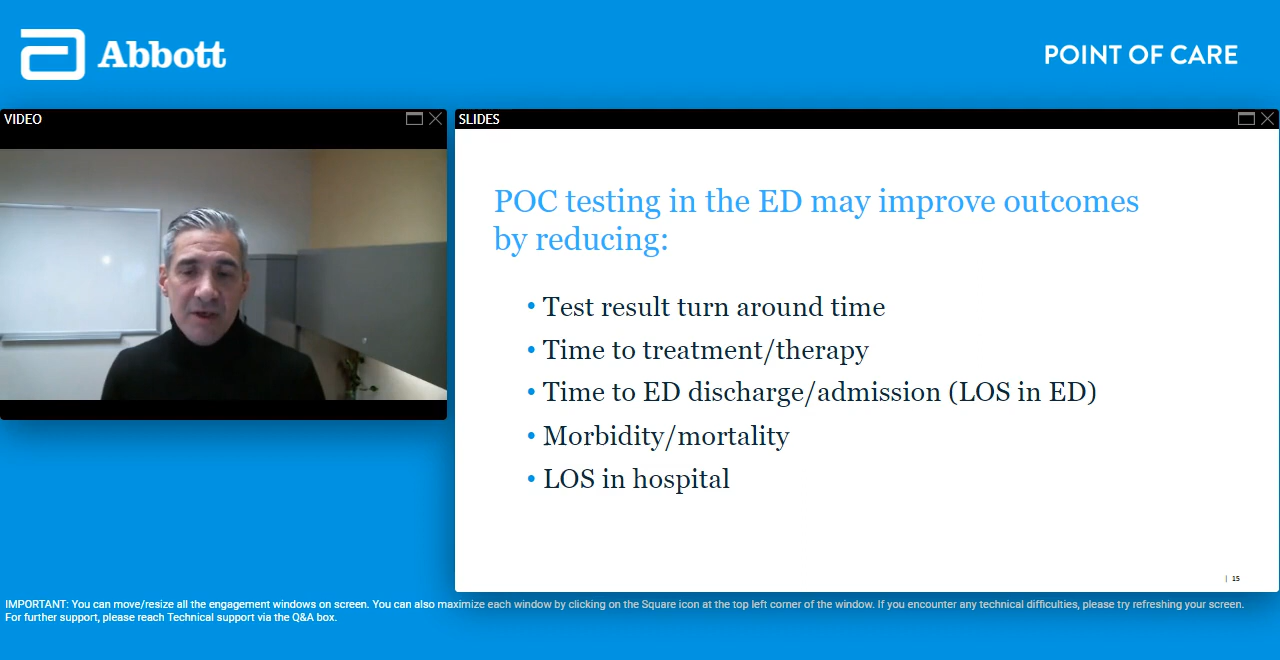 Abbott
POINT OF CARE
VIDEO
SLIDES
POC testing in the ED may improve outcomes
by reducing:
• Test result turn around time
• Time to treatment/therapy
• Time to ED discharge/admission (LOS in ED)
• Morbidity/mortality
• LOS in hospital
| 15
IMPORTANT: You can move/resize all the engagement windows on screen. You can also maximize each window by clicking on the Square icon at the top left corner of the window. If you encounter any technical difficulties, please try refreshing your screen.
For further support, please reach Technical support via the Q&A box.